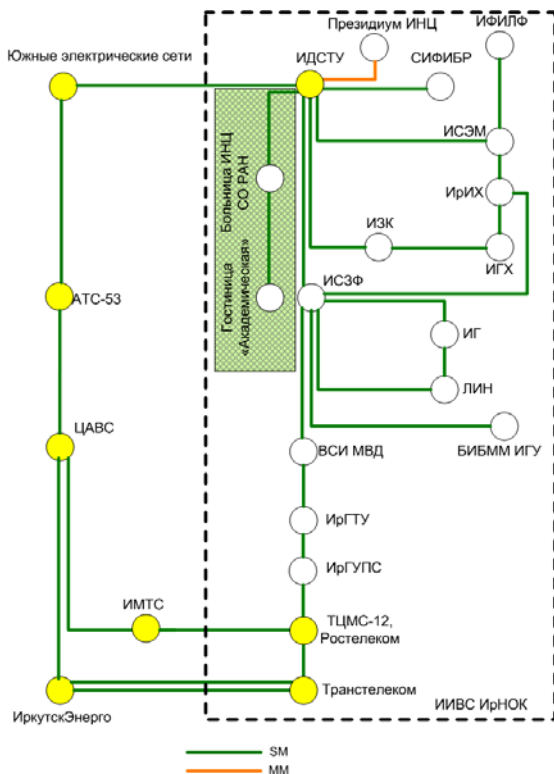 Президиум ИНЦ
ИФИЛФ
Южные электрические сети
ИДСТУ
СИФИБР
ИСЭМ
Больница ИНЦ
СО РАН
ИрИХ
ИЗК
ИГХ
Гостиница
«Академическая»
ИСЗФ
АТС-53
ИГ
ЛИН
ЦАВС
ВСИ МВД
БИБММ ИГУ
ИрГТУ
ИрГУПС
ИМТС
ТЦМС-12,
Ростелеком
ИркутскЭнерго
Транстелеком
ИИВС ИрНОК
SM
MM